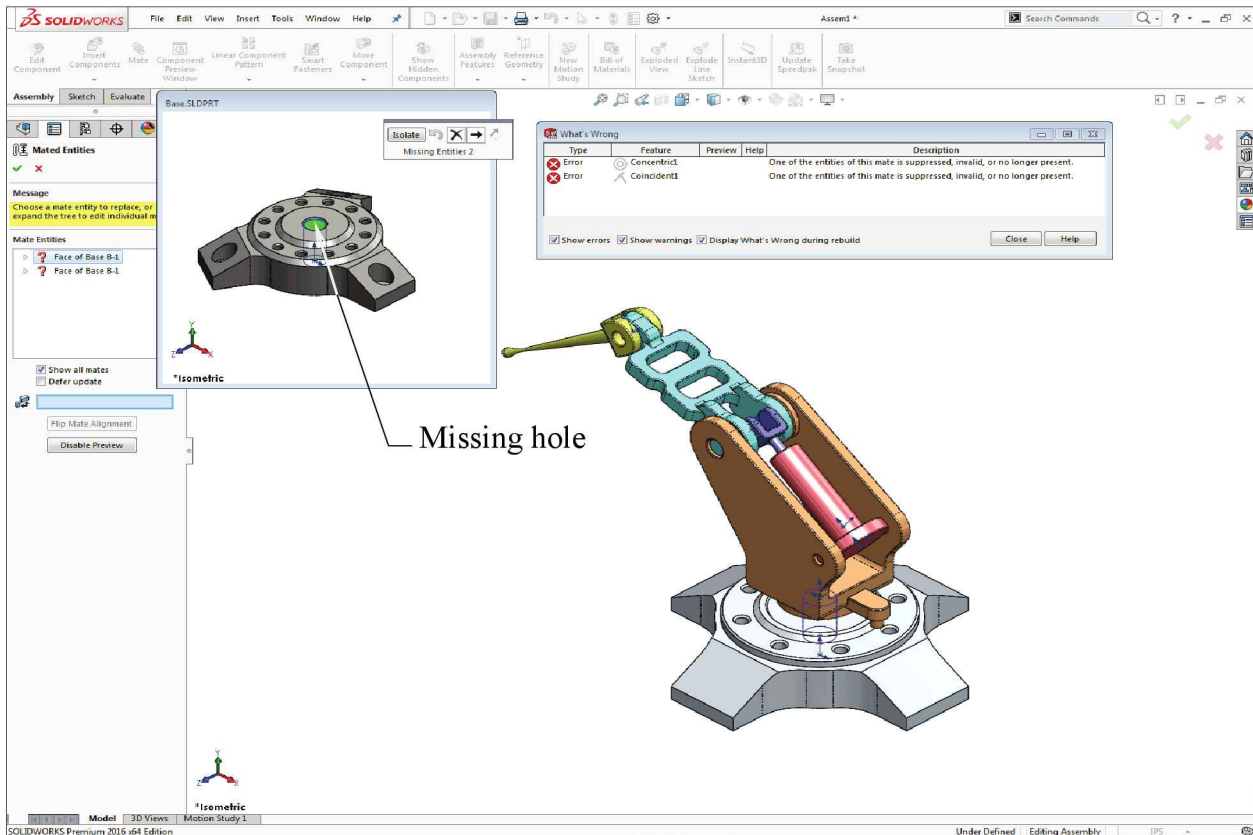 SOLIDWORKS File Edit View Insert Tools Window Help Assem1 * Search Commands
Edit Component
Insert Components
Mate
Component Preview Window
Linear Component Pattern
Smart Fasteners
Move Component
Show Hidden Components
Assembly Features
Reference Geometry
New Motion Study
Bill of Materials
Exploded View
Explode Line Sketch
Instant3D
Update Speedpak
Take Snapshot
Assembly Sketch Evaluate
Base.SLDPRT
Isolate
Missing Entities 2
*Isometric
Mated Entities
Message
Choose a mate entity to replace, or
expand the tree to edit individual m
Mate Entities
Face of Base B-1
Face of Base B-1
Show all mates
Defer update
Flip Mate Alignment
Disable Preview
What's Wrong
Type Feature Preview Help Description
Error Concentric1 One of the entities of this mate is suppressed, invalid, or no longer present.
Error Coincident1 One of the entities of this mate is suppressed, invalid, or no longer present.
Show errors Show warnings Display What's Wrong during rebuild Close Help
Missing hole
*Isometric
Model 3D Views Motion Study 1
SOLIDWORKS Premium 2016 x64 Edition Under Defined Editing Assembly IPS